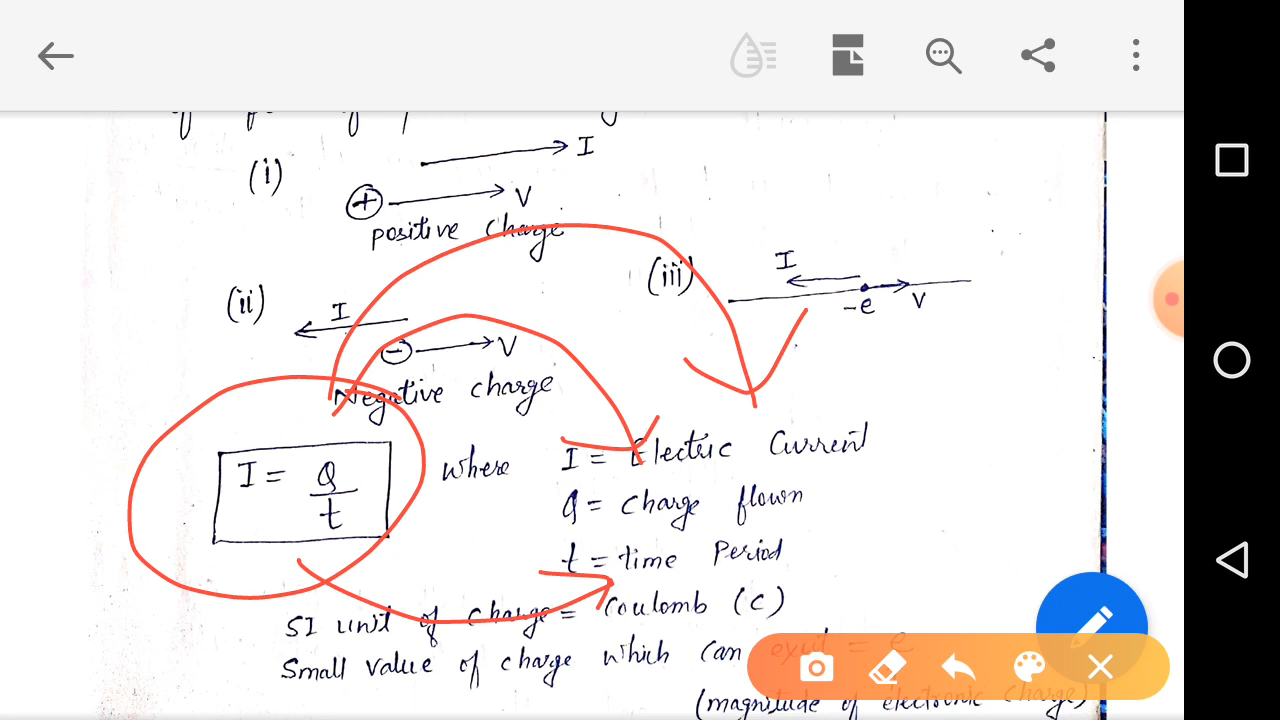 (i)
I
+ V
positive charge
(ii)
I
- V
Negative charge
(iii)
I
-e V
I = Q/t where I = Electric Current
Q = charge flown
t = time Period
SI unit of charge = Coulomb (C)
Small value of charge which can exist = e
(magnitude of electronic charge)